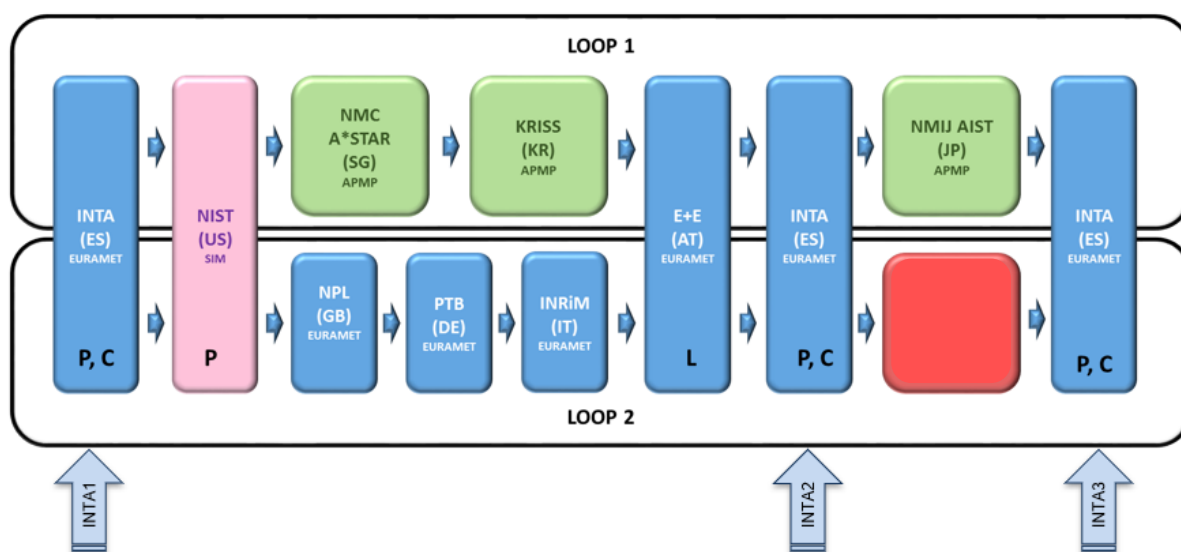 LOOP 1
INTA
(ES)
EURAMET
P, C
NIST
(US)
SIM
P
NMC
A*STAR
(SG)
APMP
KRISS
(KR)
APMP
NPL
(GB)
EURAMET
PTB
(DE)
EURAMET
INRiM
(IT)
EURAMET
E+E
(AT)
EURAMET
L
INTA
(ES)
EURAMET
P, C
NMIJ AIST
(JP)
APMP
INTA
(ES)
EURAMET
P, C
LOOP 2
INTA1
INTA2
INTA3